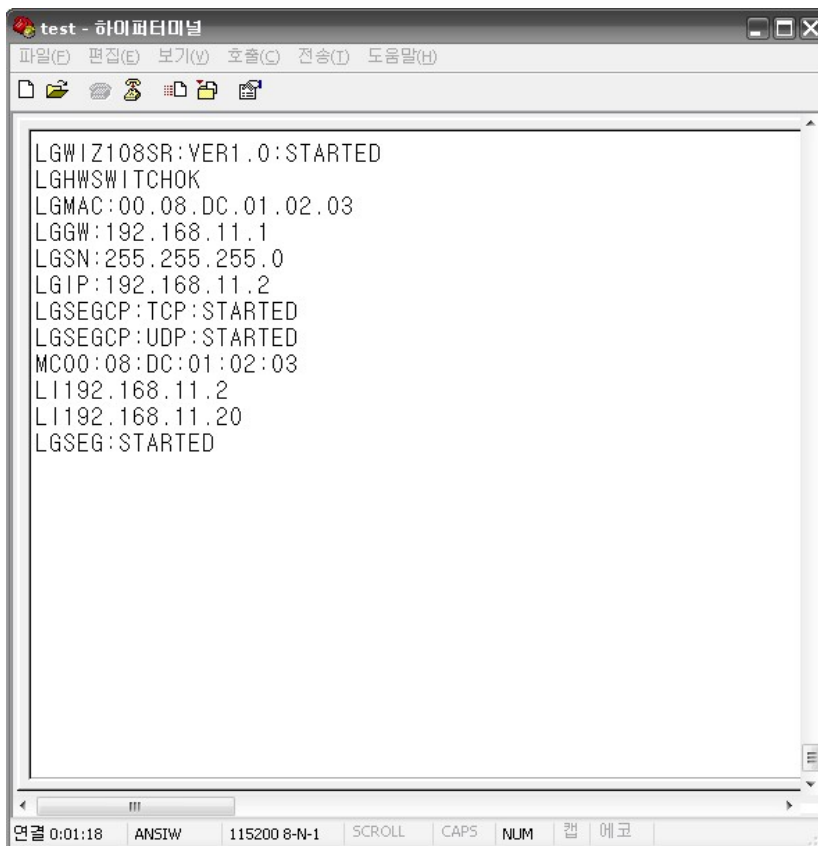 test - 하이퍼터미널
파일(F) 편집(E) 보기(V) 호출(C) 전송(T) 도움말(H)
LGWIZ108SR:VER1.0:STARTED
LGHWSWITCHOK
LGMAC:00.08.DC.01.02.03
LGGW:192.168.11.1
LGSN:255.255.255.0
LGIP:192.168.11.2
LGSEGCP:TCP:STARTED
LGSEGCP:UDP:STARTED
MC00:08:DC:01:02:03
LI192.168.11.2
LI192.168.11.20
LGSEG:STARTED
연결 0:01:18 ANSIW 115200 8-N-1 SCROLL CAPS NUM 캡 에코